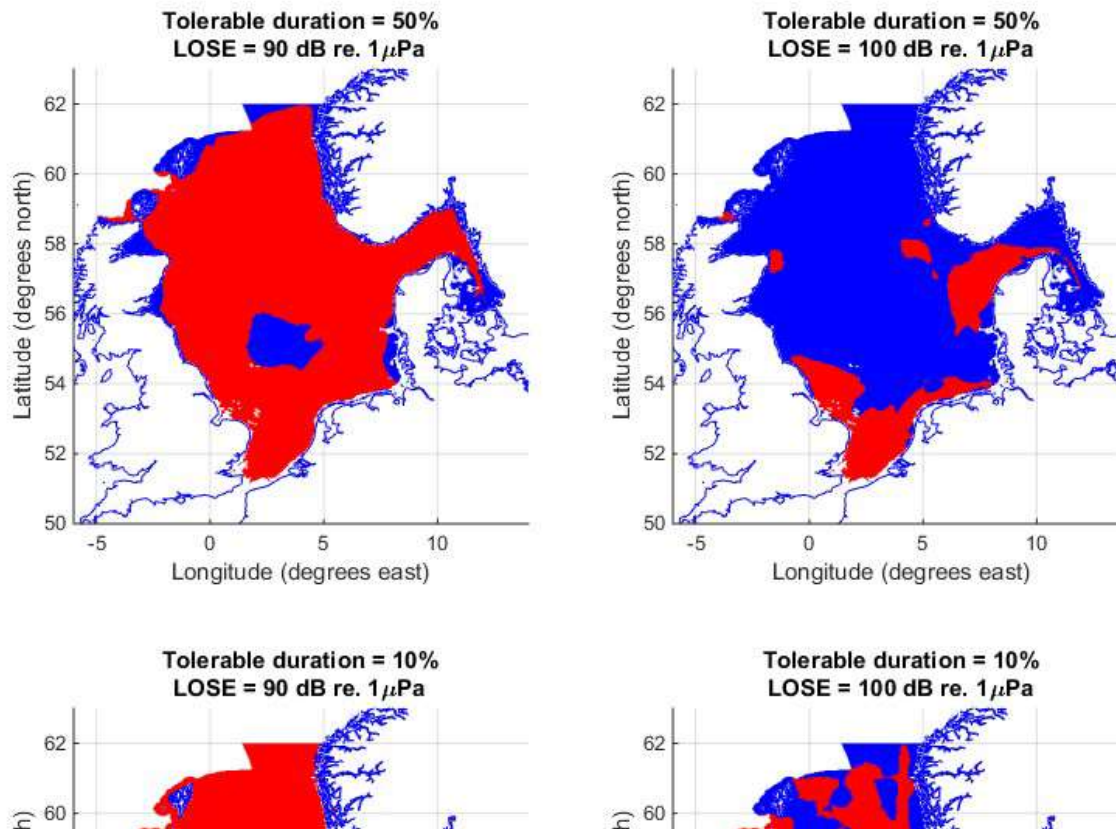 Tolerable duration = 50%
LOSE = 90 dB re. 1μPa
62
60
58
56
54
52
50
-5
0
5
10
Latitude (degrees north)
Longitude (degrees east)
Tolerable duration = 50%
LOSE = 100 dB re. 1μPa
62
60
58
56
54
52
50
-5
0
5
10
Latitude (degrees north)
Longitude (degrees east)
Tolerable duration = 10%
LOSE = 90 dB re. 1μPa
62
60
Tolerable duration = 10%
LOSE = 100 dB re. 1μPa
62
60